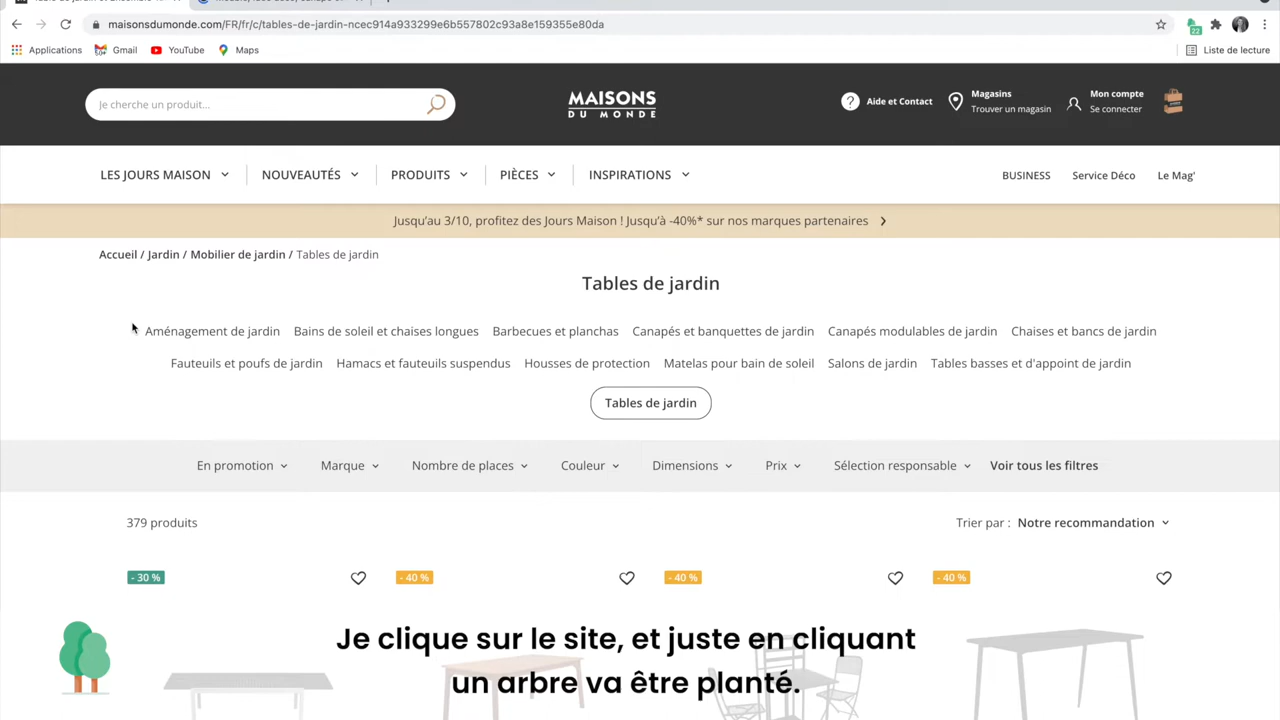 maisonsdumonde.com/FR/fr/c/tables-de-jardin-ncec914a933299e6b557802c93a8e159355e80da
22
Applications Gmail YouTube Maps Liste de lecture
Je cherche un produit...
MAISONS
DU MONDE
Aide et Contact
Magasins
Trouver un magasin
Mon compte
Se connecter
LES JOURS MAISON NOUVEAUTÉS PRODUITS PIÈCES INSPIRATIONS BUSINESS Service Déco Le Mag'
Jusqu'au 3/10, profitez des Jours Maison ! Jusqu'à -40%* sur nos marques partenaires
Accueil / Jardin / Mobilier de jardin / Tables de jardin
Tables de jardin
Aménagement de jardin Bains de soleil et chaises longues Barbecues et planchas Canapés et banquettes de jardin Canapés modulables de jardin Chaises et bancs de jardin
Fauteuils et poufs de jardin Hamacs et fauteuils suspendus Housses de protection Matelas pour bain de soleil Salons de jardin Tables basses et d'appoint de jardin
Tables de jardin
En promotion Marque Nombre de places Couleur Dimensions Prix Sélection responsable Voir tous les filtres
379 produits Trier par : Notre recommandation
- 30 % - 40 % - 40 % - 40 %
Je clique sur le site, et juste en cliquant
un arbre va être planté.